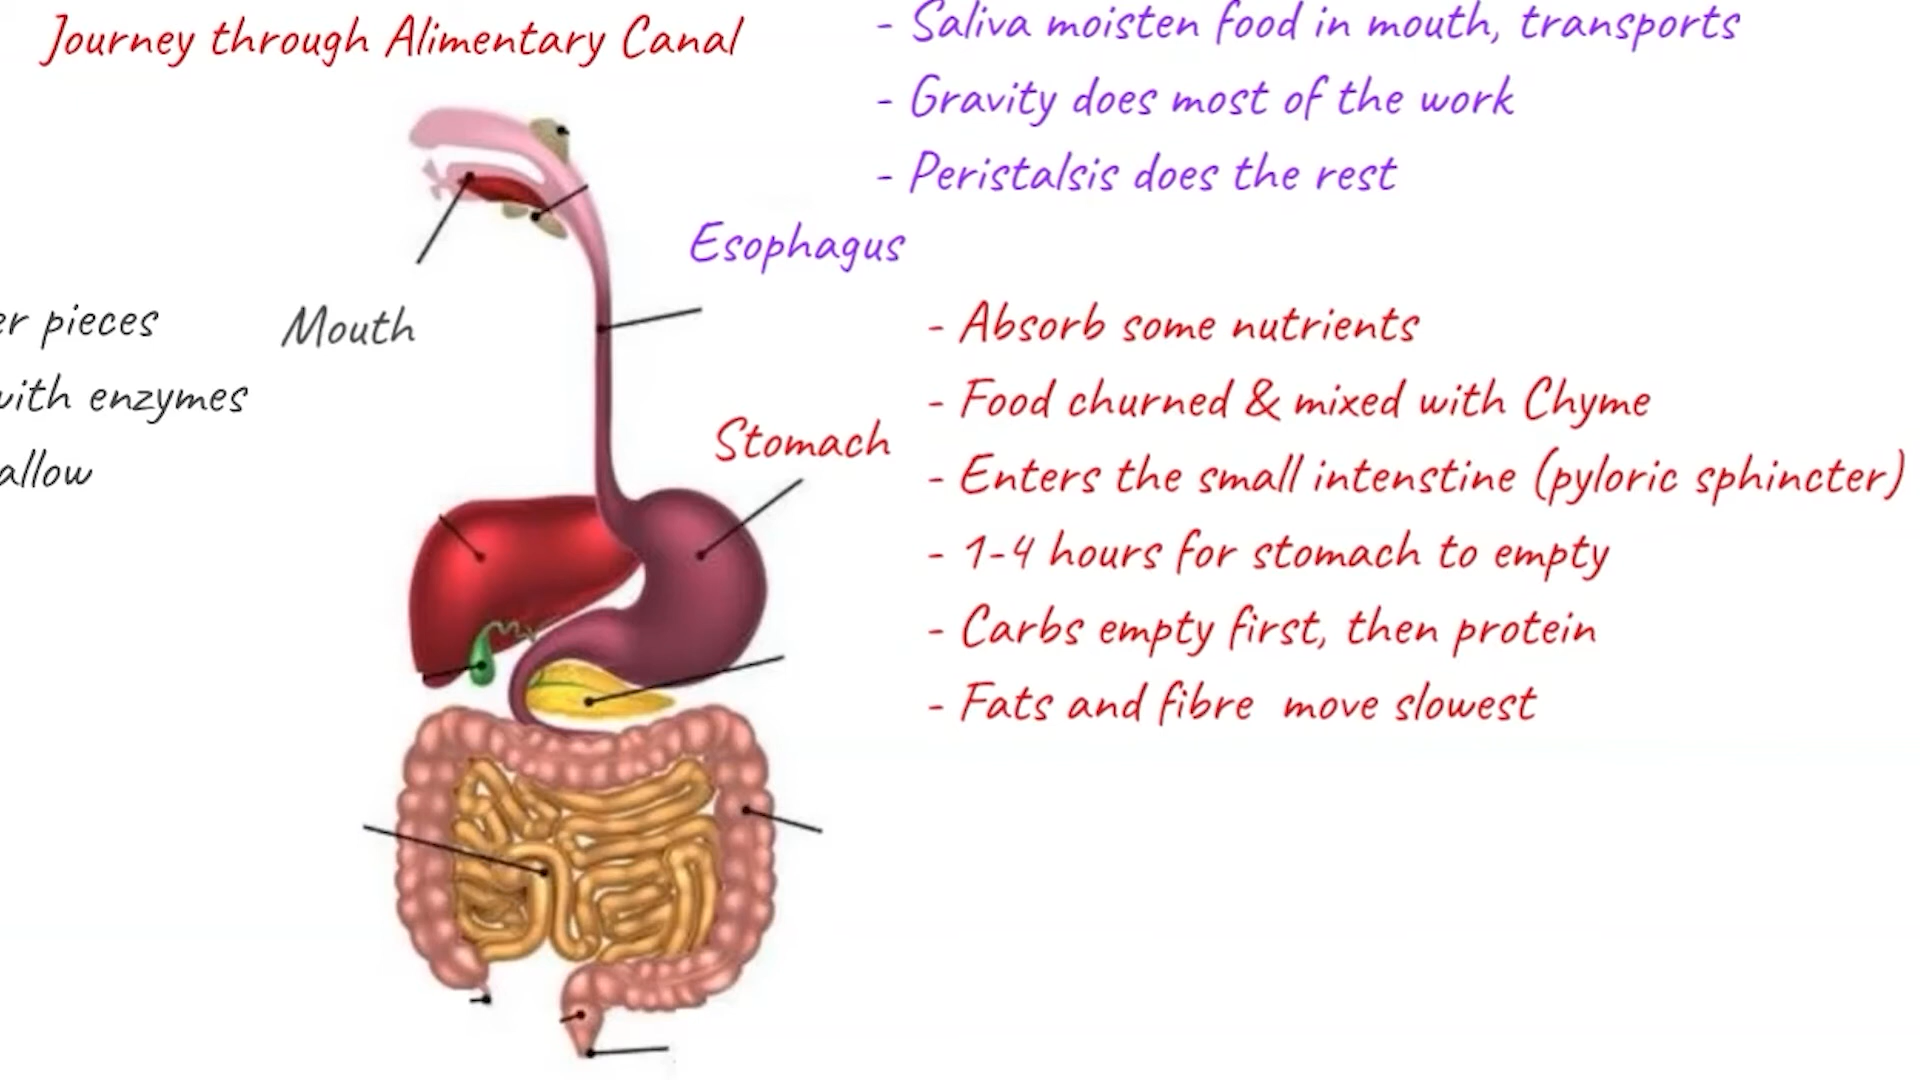 Journey through Alimentary Canal
- Saliva moisten food in mouth, transports
- Gravity does most of the work
- Peristalsis does the rest
Esophagus
er pieces
with enzymes
allow
Mouth
Stomach
- Absorb some nutrients
- Food churned & mixed with Chyme
- Enters the small intenstine (pyloric sphincter)
- 1-4 hours for stomach to empty
- Carbs empty first, then protein
- Fats and fibre move slowest